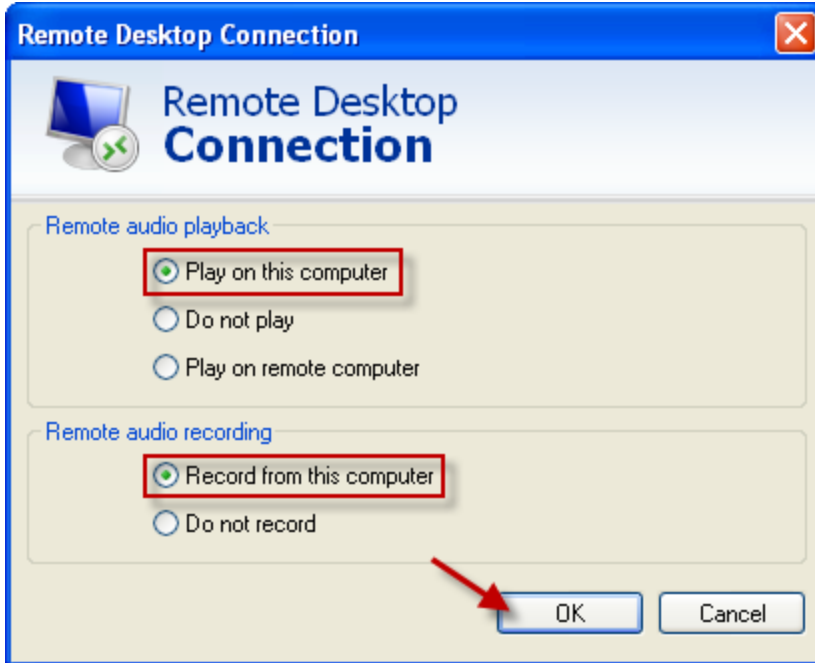 Remote Desktop Connection
Remote Desktop
Connection
Remote audio playback
Play on this computer
Do not play
Play on remote computer
Remote audio recording
Record from this computer
Do not record
OK Cancel